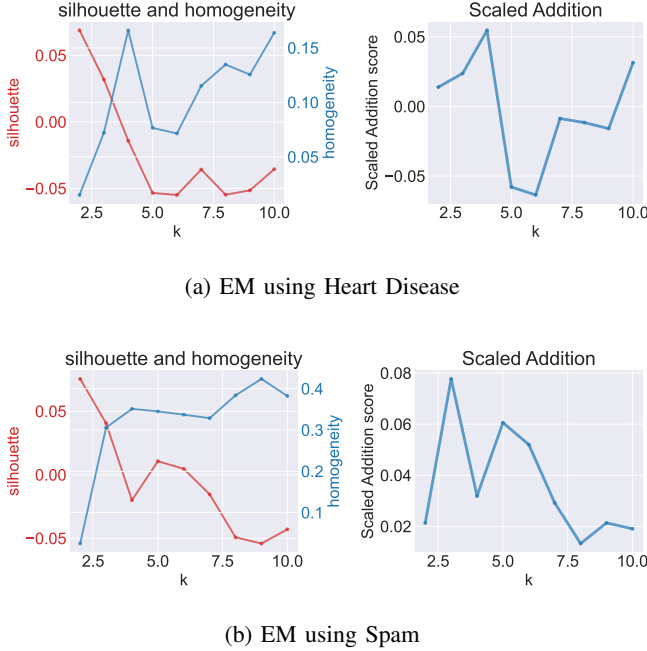 silhouette and homogeneity
Scaled Addition
silhouette
0.05
0.00
−0.05
0.15
0.10
0.05
homogeneity
2.5 5.0 7.5 10.0
k
Scaled Addition score
0.05
0.00
−0.05
2.5 5.0 7.5 10.0
k
(a) EM using Heart Disease
silhouette and homogeneity
Scaled Addition
silhouette
0.05
0.00
−0.05
0.4
0.3
0.2
0.1
homogeneity
2.5 5.0 7.5 10.0
k
Scaled Addition score
0.08
0.06
0.04
0.02
2.5 5.0 7.5 10.0
k
(b) EM using Spam